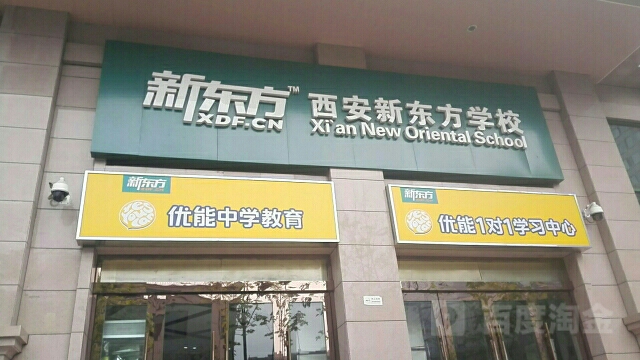 新东方™ 西安新东方学校
XDF.CN Xi'an New Oriental School
新东方
优能中学教育
新东方
优能1对1学习中心
百度淘金